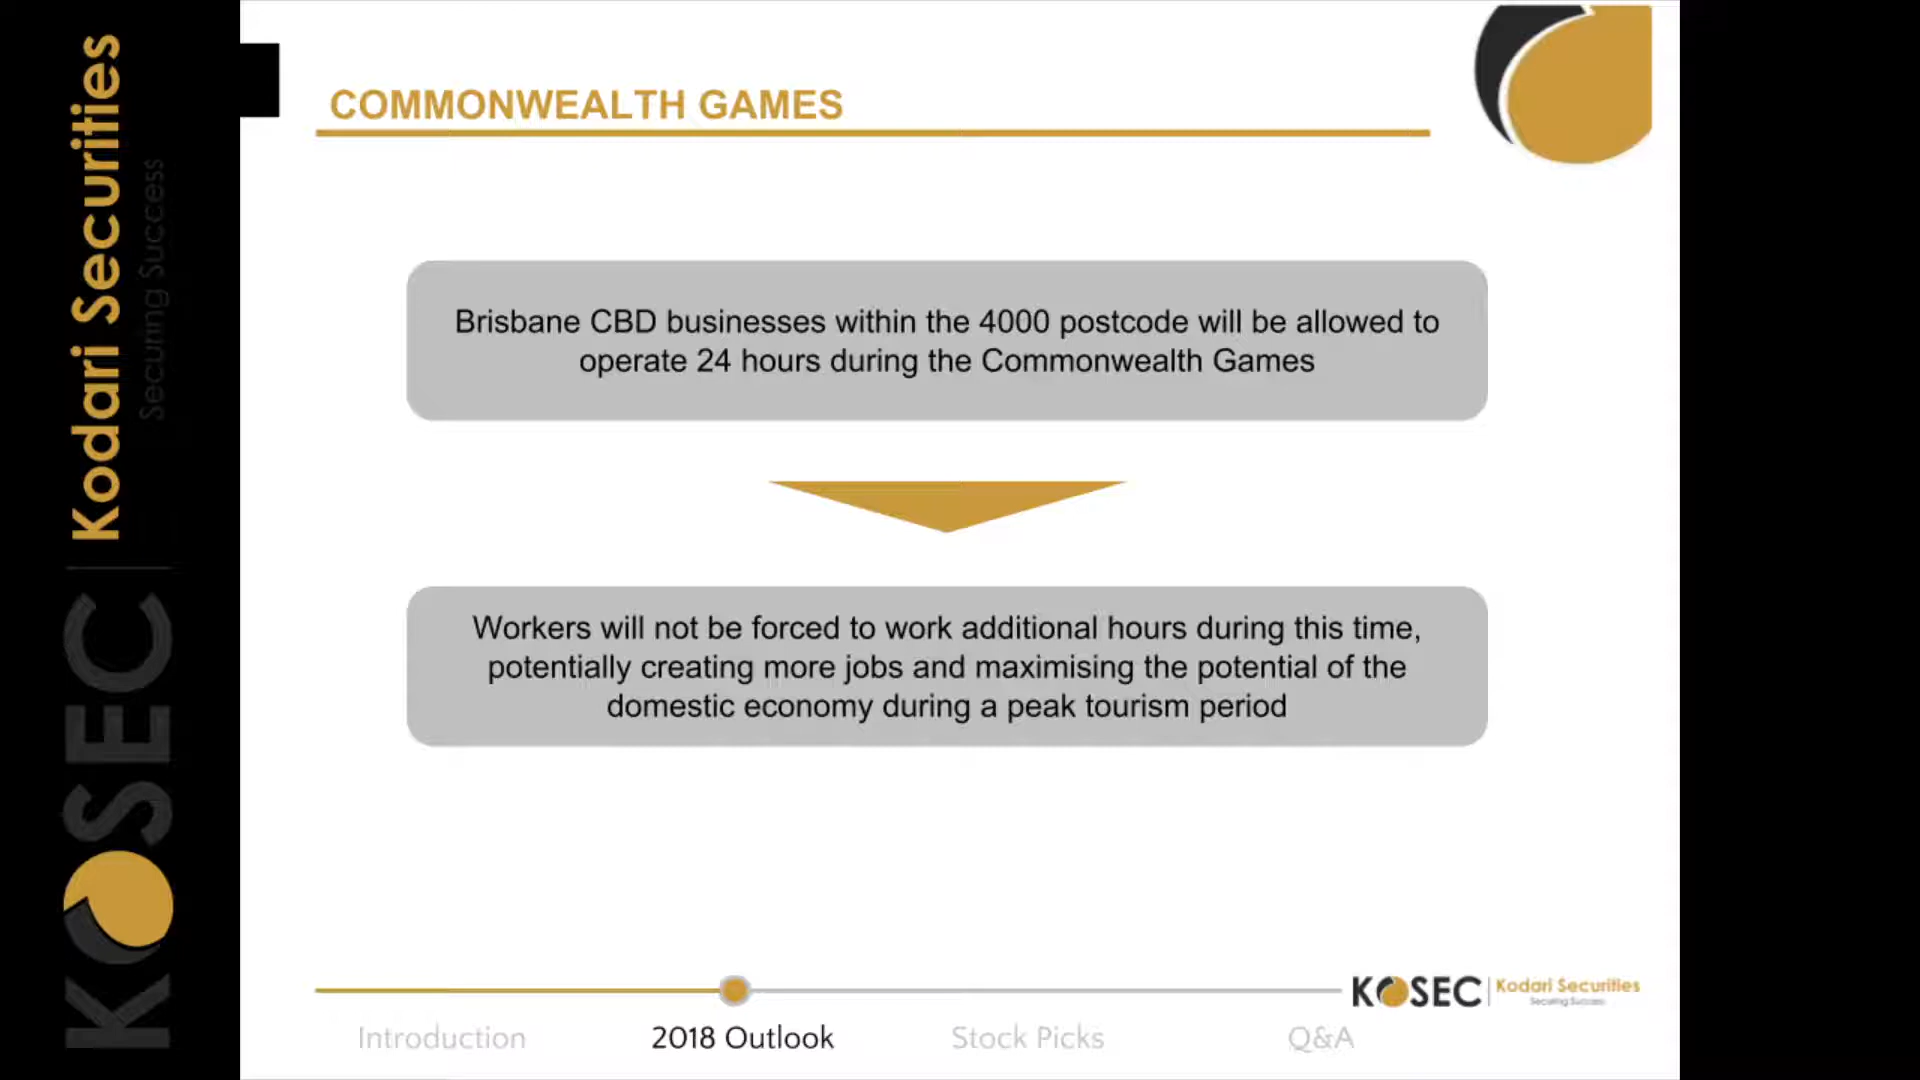 COMMONWEALTH GAMES
Brisbane CBD businesses within the 4000 postcode will be allowed to
operate 24 hours during the Commonwealth Games
Workers will not be forced to work additional hours during this time,
potentially creating more jobs and maximising the potential of the
domestic economy during a peak tourism period
KOSEC | Kodari Securities
Securing Success
Introduction
2018 Outlook
Stock Picks
Q&A
KOSEC | Kodari Securities
Securing Success